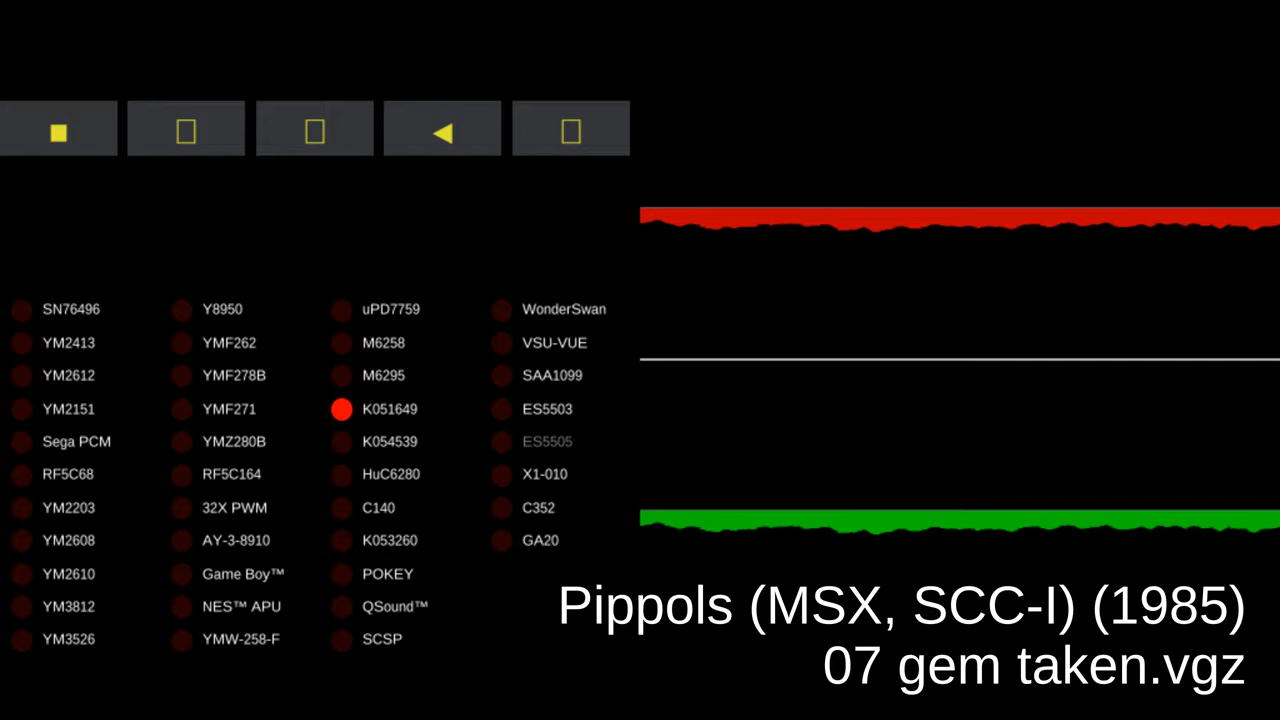 SN76496 Y8950 uPD7759 WonderSwan
YM2413 YMF262 M6258 VSU-VUE
YM2612 YMF278B M6295 SAA1099
YM2151 YMF271 K051649 ES5503
Sega PCM YMZ280B K054539 ES5505
RF5C68 RF5C164 HuC6280 X1-010
YM2203 32X PWM C140 C352
YM2608 AY-3-8910 K053260 GA20
YM2610 Game Boy™ POKEY
YM3812 NES™ APU QSound™
YM3526 YMW-258-F SCSP
Pippols (MSX, SCC-I) (1985)
07 gem taken.vgz